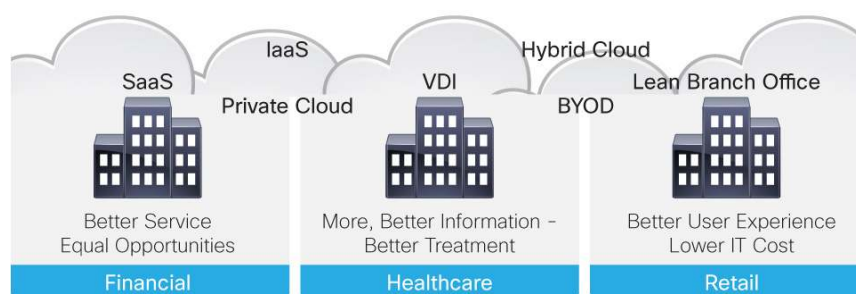 IaaS
Hybrid Cloud
SaaS
VDI
Lean Branch Office
Private Cloud
BYOD
Better Service
Equal Opportunities
More, Better Information –
Better Treatment
Better User Experience
Lower IT Cost
Financial
Healthcare
Retail